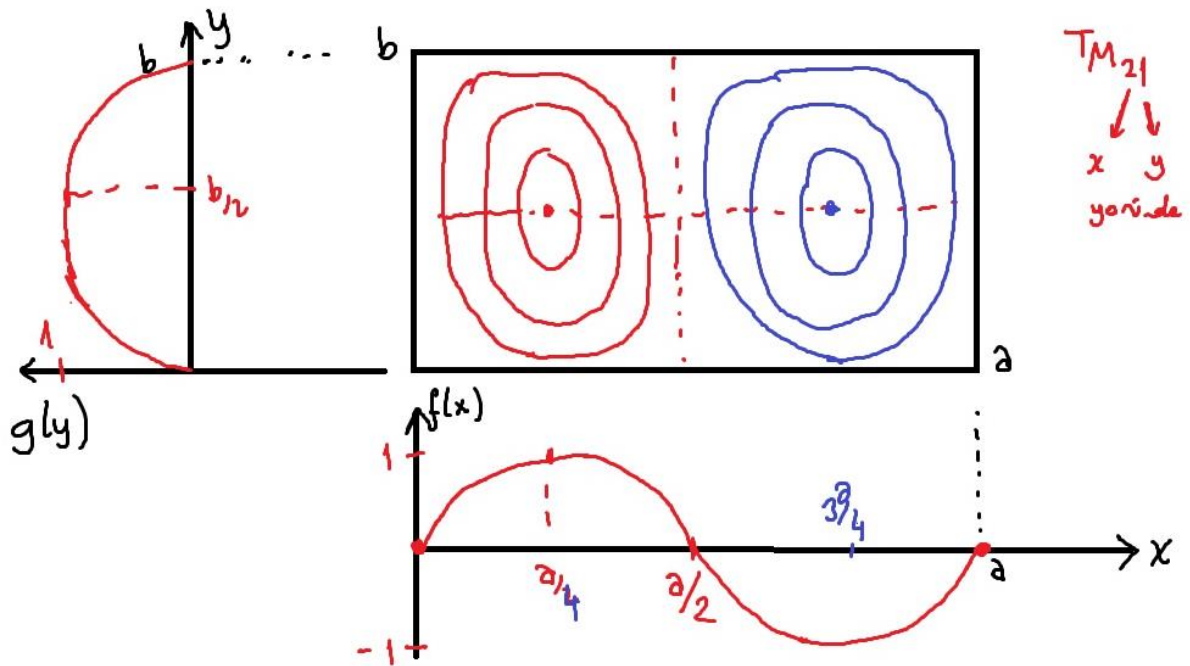 y
b
b/2
1
g(y)
b
a
TM₂₁
x y
yönünde
f(x)
1
a/4
a/2
3a/4
a
x
-1